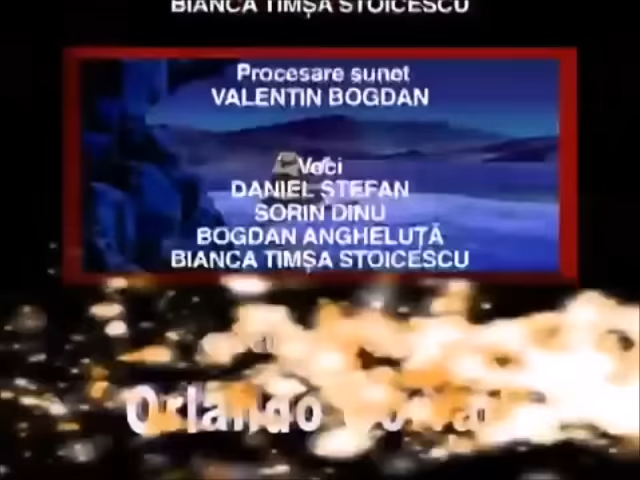 BIANCA TIMȘA STOICESCU
Procesare sunet
VALENTIN BOGDAN
Voci
DANIEL ȘTEFAN
SORIN DINU
BOGDAN ANGHELUȚĂ
BIANCA TIMȘA STOICESCU
Orlando